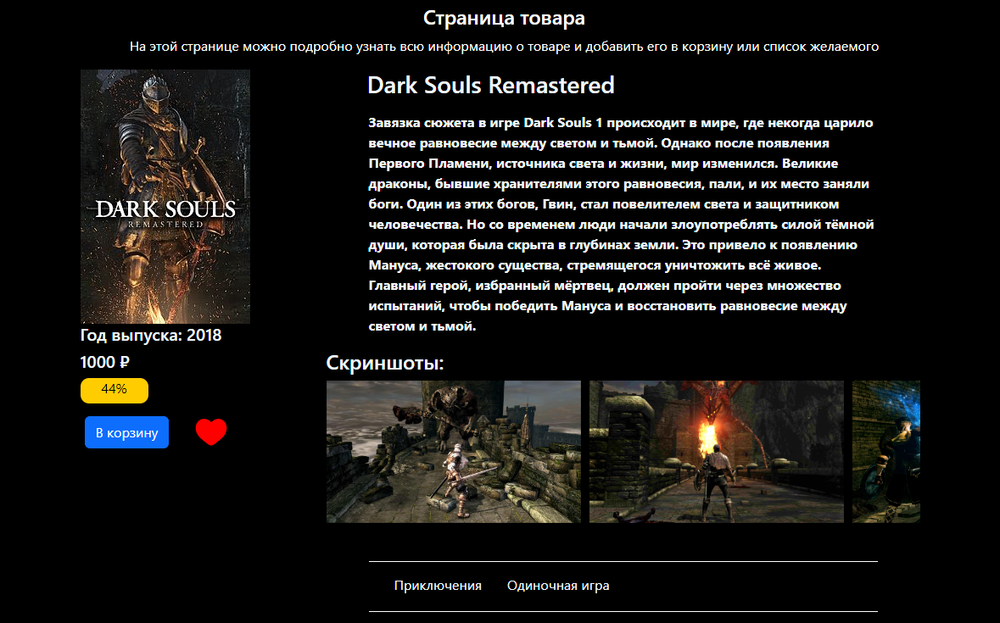 Страница товара
На этой странице можно подробно узнать всю информацию о товаре и добавить его в корзину или список желаемого
DARK SOULS
REMASTERED
Год выпуска: 2018
1000 ₽
44%
В корзину
Dark Souls Remastered
Завязка сюжета в игре Dark Souls 1 происходит в мире, где некогда царило
вечное равновесие между светом и тьмой. Однако после появления
Первого Пламени, источника света и жизни, мир изменился. Великие
драконы, бывшие хранителями этого равновесия, пали, и их место заняли
боги. Один из этих богов, Гвин, стал повелителем света и защитником
человечества. Но со временем люди начали злоупотреблять силой тёмной
души, которая была скрыта в глубинах земли. Это привело к появлению
Мануса, жестокого существа, стремящегося уничтожить всё живое.
Главный герой, избранный мёртвец, должен пройти через множество
испытаний, чтобы победить Мануса и восстановить равновесие между
светом и тьмой.
Скриншоты:
Приключения Одиночная игра